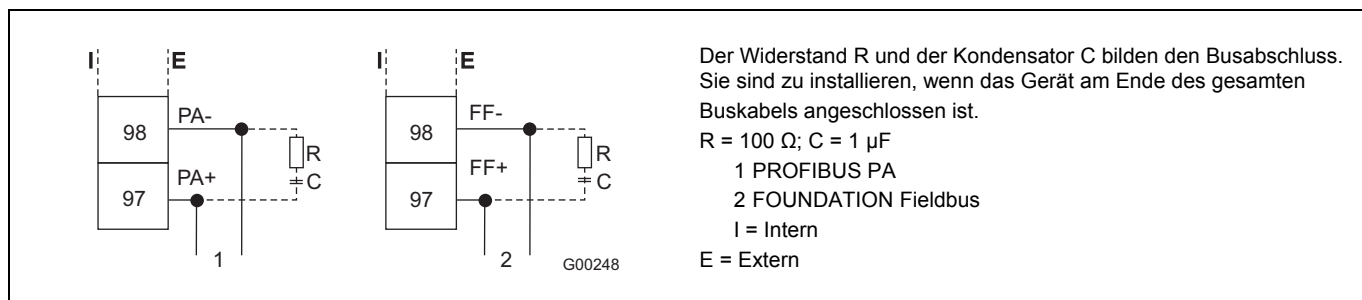 I E
98
97
PA-
PA+
R
C
1
I E
98
97
FF-
FF+
R
C
2
G00248
Der Widerstand R und der Kondensator C bilden den Busabschluss.
Sie sind zu installieren, wenn das Gerät am Ende des gesamten
Buskabels angeschlossen ist.
R = 100 Ω; C = 1 µF
1 PROFIBUS PA
2 FOUNDATION Fieldbus
I = Intern
E = Extern